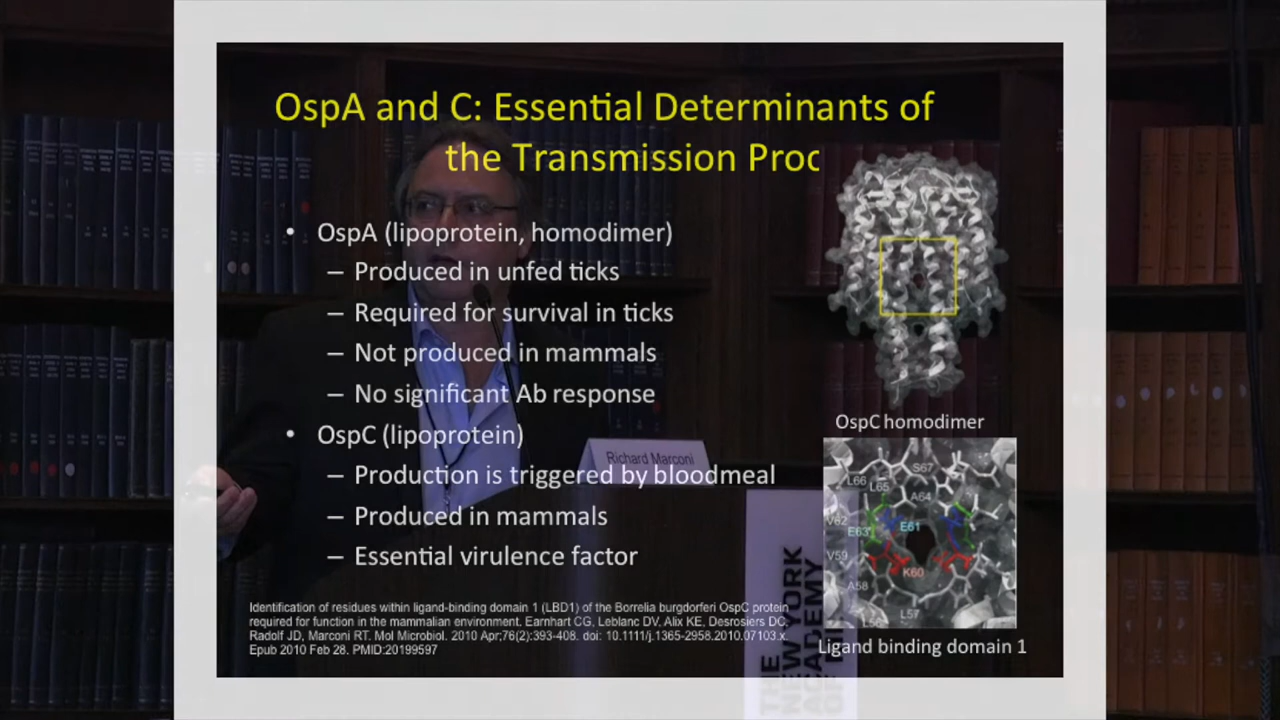 OspA and C: Essential Determinants of
the Transmission Proc
• OspA (lipoprotein, homodimer)
– Produced in unfed ticks
– Required for survival in ticks
– Not produced in mammals
– No significant Ab response
• OspC (lipoprotein)
– Production is triggered by bloodmeal
– Produced in mammals
– Essential virulence factor
Identification of residues within ligand-binding domain 1 (LBD1) of the Borrelia burgdorferi OspC protein
required for function in the mammalian environment. Earnhart CG, Leblanc DV, Alix KE, Desrosiers DC,
Radolf JD, Marconi RT. Mol Microbiol. 2010 Apr;76(2):393-408. doi: 10.1111/j.1365-2958.2010.07103.x.
Epub 2010 Feb 28. PMID:20199597
OspC homodimer
S67
L66
L65
A64
V62
E63
E61
V59
K60
A58
L57
L56
Ligand binding domain 1
Richard Marconi
THE
NEW YORK
ACADEMY
OF